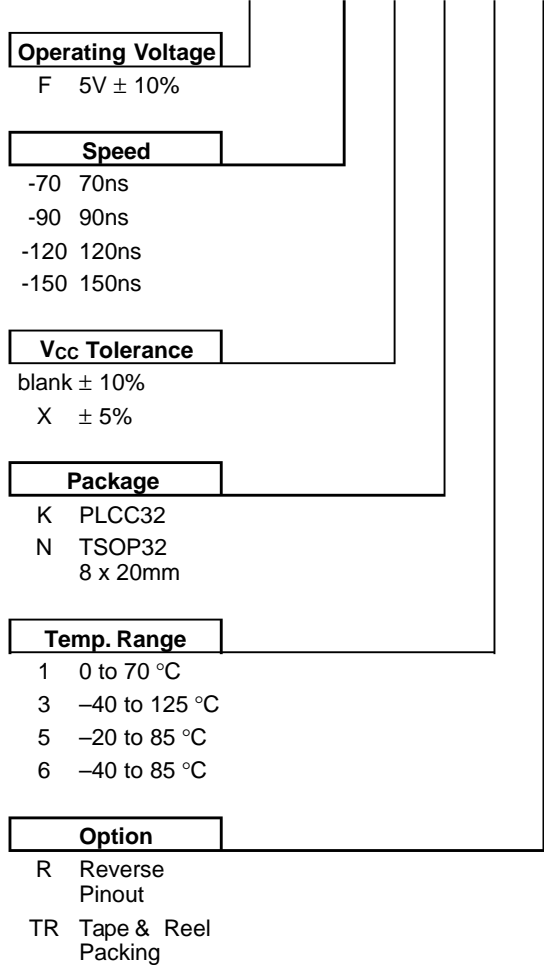 Operating Voltage
F 5V ± 10%
Speed
-70 70ns
-90 90ns
-120 120ns
-150 150ns
VCC Tolerance
blank ± 10%
X ± 5%
Package
K PLCC32
N TSOP32
8 x 20mm
Temp. Range
1 0 to 70 °C
3 –40 to 125 °C
5 –20 to 85 °C
6 –40 to 85 °C
Option
R Reverse
Pinout
TR Tape & Reel
Packing